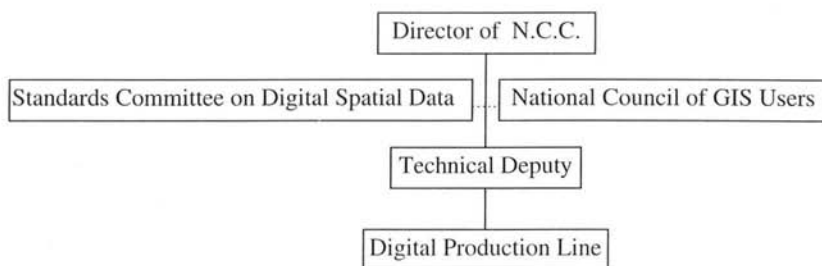 Director of N.C.C.
Standards Committee on Digital Spatial Data
National Council of GIS Users
Technical Deputy
Digital Production Line